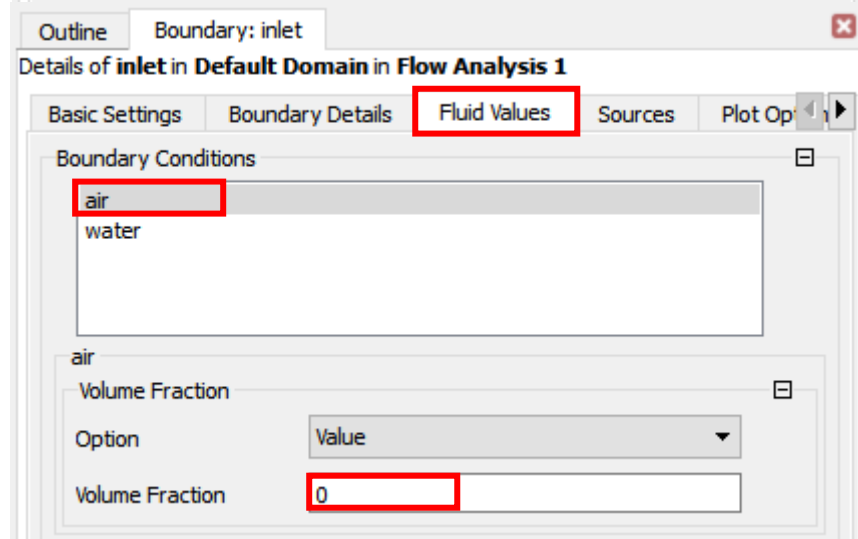 Outline Boundary: inlet
Details of inlet in Default Domain in Flow Analysis 1
Basic Settings Boundary Details Fluid Values Sources Plot
Boundary Conditions
air
water
air
Volume Fraction
Option Value
Volume Fraction 0